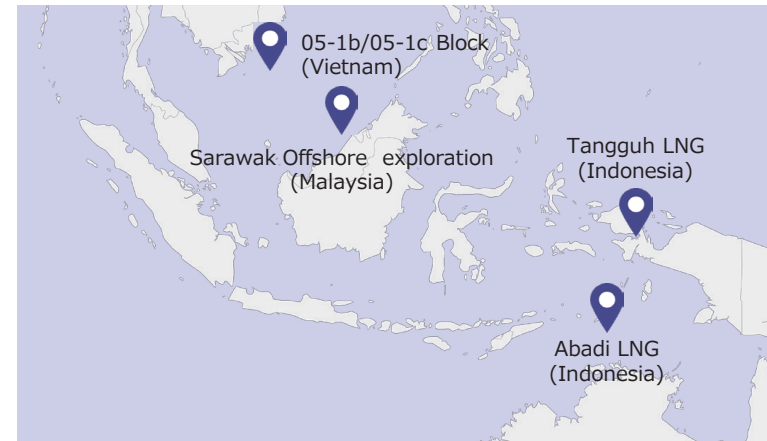 05-1b/05-1c Block
(Vietnam)
Sarawak Offshore exploration
(Malaysia)
Tangguh LNG
(Indonesia)
Abadi LNG
(Indonesia)